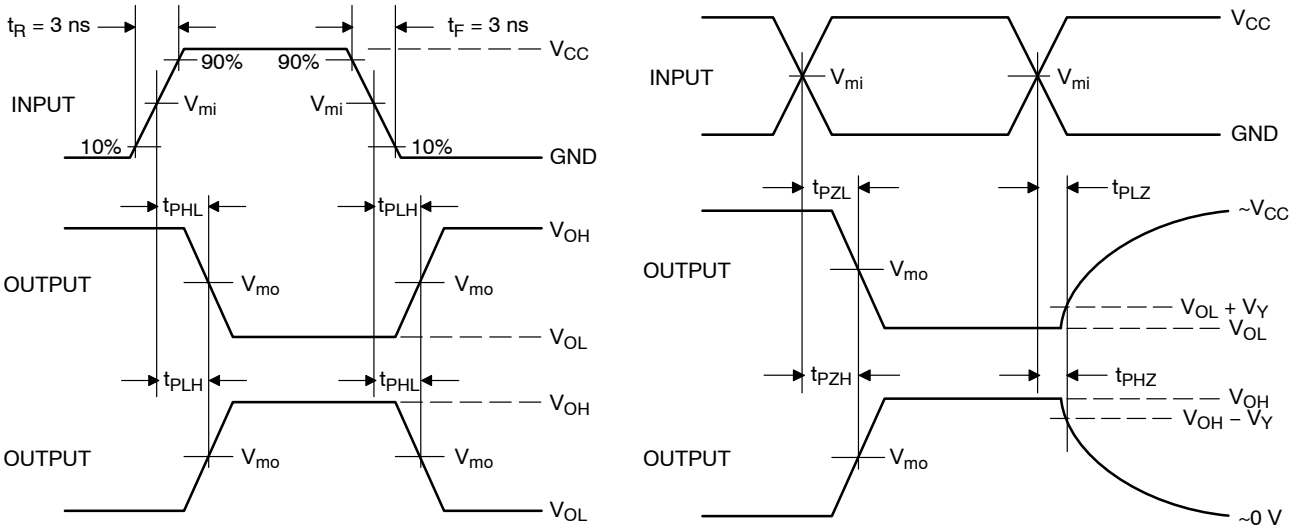 t_R = 3 ns
t_F = 3 ns
V_CC
90%
90%
INPUT
V_mi
V_mi
10%
10%
GND
t_PHL
t_PLH
V_OH
OUTPUT
V_mo
V_mo
V_OL
t_PLH
t_PHL
V_OH
OUTPUT
V_mo
V_mo
V_OL
V_CC
INPUT
V_mi
V_mi
GND
t_PZL
t_PLZ
~V_CC
OUTPUT
V_mo
V_OL + V_Y
V_OL
t_PZH
t_PHZ
V_OH
V_OH − V_Y
OUTPUT
V_mo
~0 V